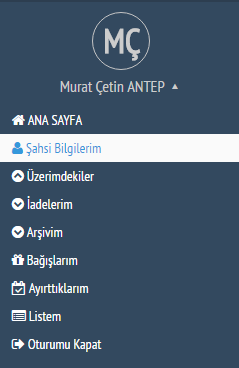 MÇ
Murat Çetin ANTEP
ANA SAYFA
Şahsi Bilgilerim
Üzerimdekiler
İadelerim
Arşivim
Bağışlarım
Ayırttıklarım
Listem
Oturumu Kapat